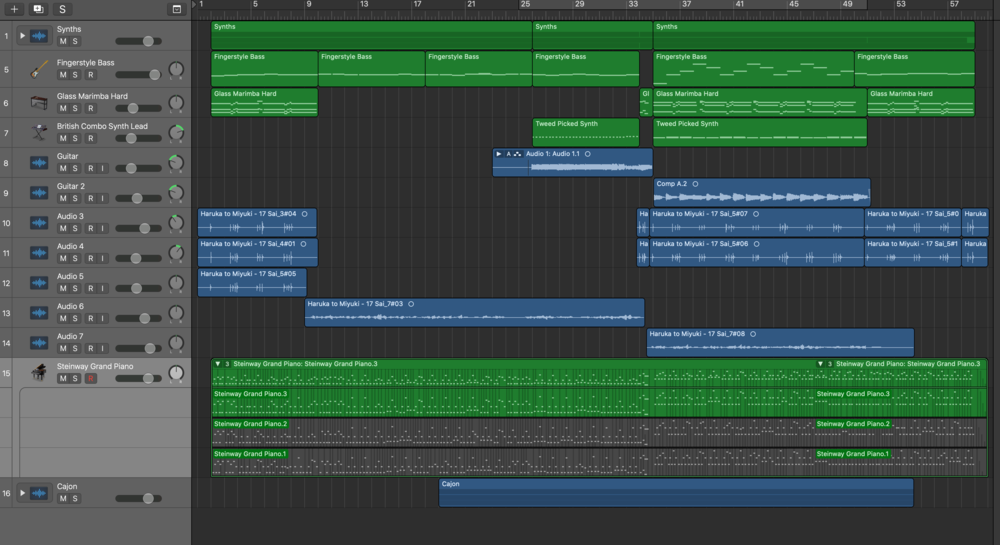 S
1 5 9 13 17 21 25 29 33 37 41 45 49 53 57
1 Synths
M S
Synths Synths Synths
5 Fingerstyle Bass
M S R
Fingerstyle Bass Fingerstyle Bass Fingerstyle Bass Fingerstyle Bass Fingerstyle Bass Fingerstyle Bass
6 Glass Marimba Hard
M S R
Glass Marimba Hard Gl Glass Marimba Hard Glass Marimba Hard
7 British Combo Synth Lead
M S R
Tweed Picked Synth Tweed Picked Synth
8 Guitar
M S R I
A Audio 1: Audio 1.1
9 Guitar 2
M S R I
Comp A.2
10 Audio 3
M S R I
Haruka to Miyuki - 17 Sai_3#04 Ha Haruka to Miyuki - 17 Sai_5#07 Haruka to Miyuki - 17 Sai_5#0 Haruka
11 Audio 4
M S R I
Haruka to Miyuki - 17 Sai_4#01 Ha Haruka to Miyuki - 17 Sai_5#06 Haruka to Miyuki - 17 Sai_5#1 Haruka
12 Audio 5
M S R I
Haruka to Miyuki - 17 Sai_5#05
13 Audio 6
M S R I
Haruka to Miyuki - 17 Sai_7#03
14 Audio 7
M S R I
Haruka to Miyuki - 17 Sai_7#08
15 Steinway Grand Piano
M S R
3 Steinway Grand Piano: Steinway Grand Piano.3 3 Steinway Grand Piano: Steinway Grand Piano.3
Steinway Grand Piano.3 Steinway Grand Piano.3
Steinway Grand Piano.2 Steinway Grand Piano.2
Steinway Grand Piano.1 Steinway Grand Piano.1
16 Cajon
M S
Cajon